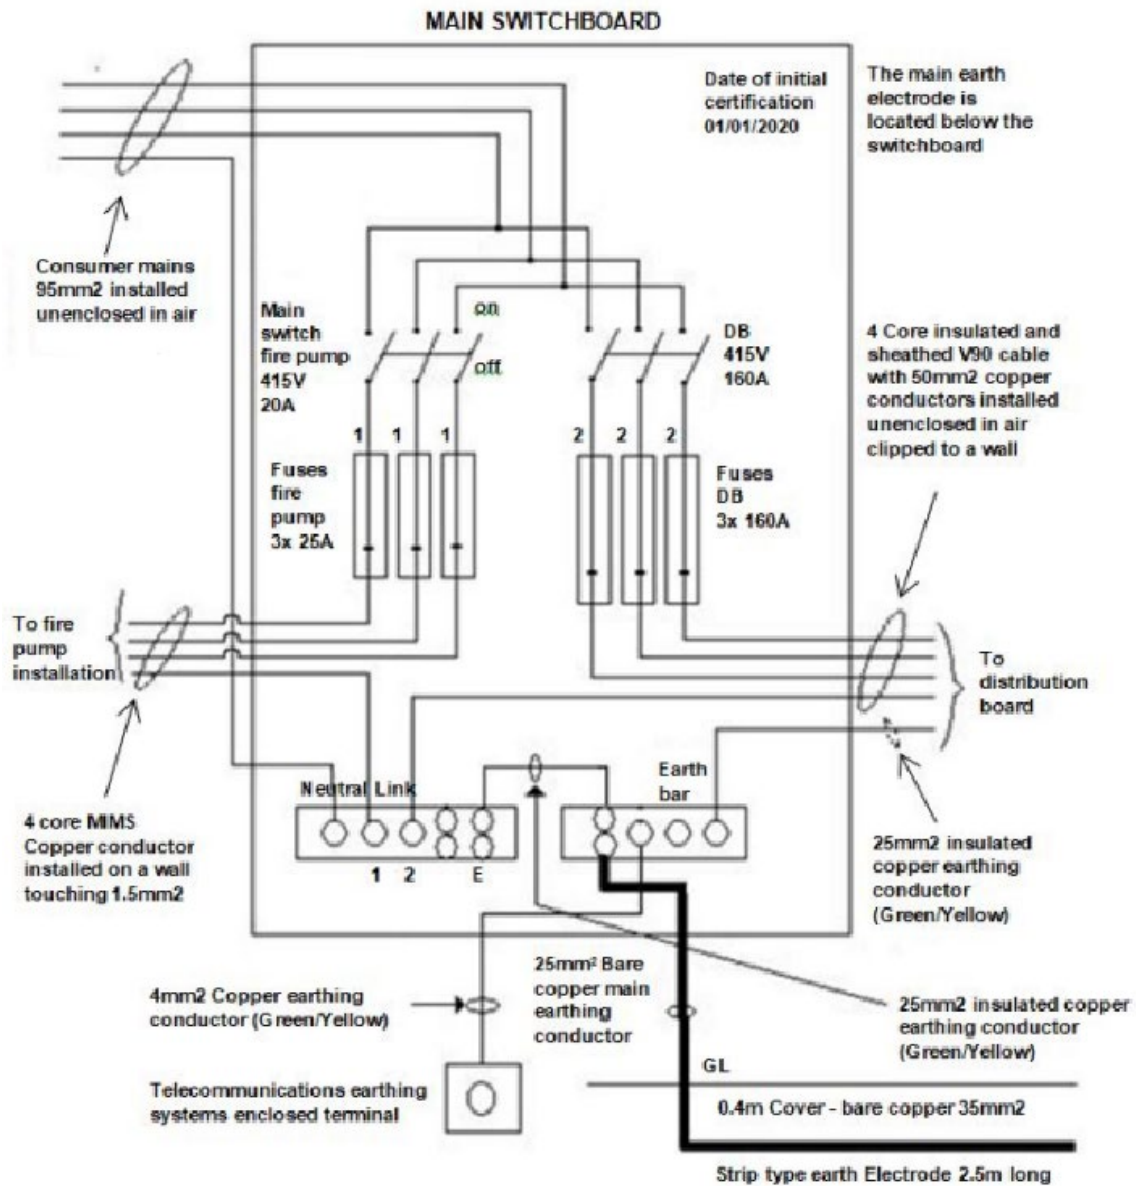 MAIN SWITCHBOARD
Date of initial
certification
01/01/2020
The main earth
electrode is
located below the
switchboard
Consumer mains
95mm2 installed
unenclosed in air
Main
switch
fire pump
415V
20A
on
off
DB
415V
160A
4 Core insulated and
sheathed V90 cable
with 50mm2 copper
conductors installed
unenclosed in air
clipped to a wall
1 1 1
2 2 2
Fuses
fire
pump
3x 25A
Fuses
DB
3x 160A
To fire
pump
installation
To
distribution
board
Neutral Link
Earth
bar
4 core MIMS
Copper conductor
installed on a wall
touching 1.5mm2
1 2 E
25mm2 insulated
copper earthing
conductor
(Green/Yellow)
4mm2 Copper earthing
conductor (Green/Yellow)
25mm² Bare
copper main
earthing
conductor
25mm2 insulated copper
earthing conductor
(Green/Yellow)
GL
Telecommunications earthing
systems enclosed terminal
0.4m Cover - bare copper 35mm2
Strip type earth Electrode 2.5m long